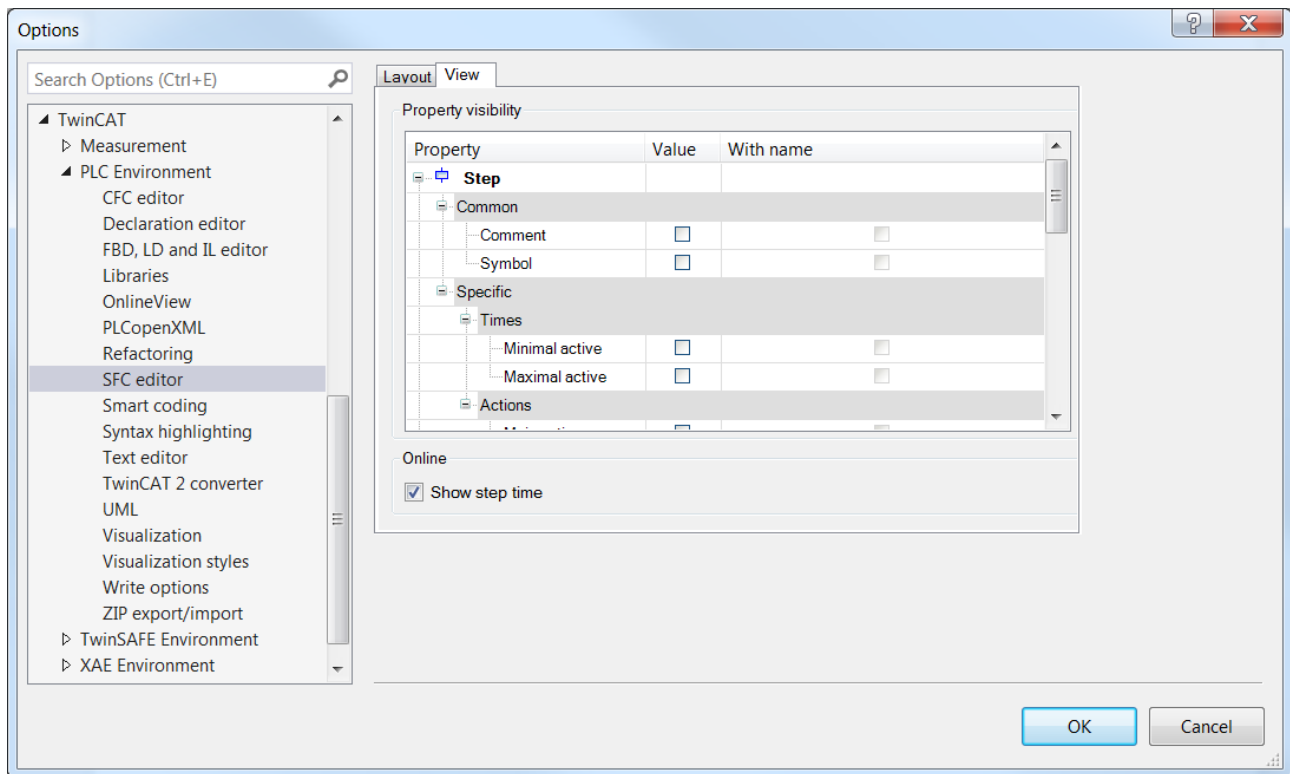 Options
Search Options (Ctrl+E)
TwinCAT
Measurement
PLC Environment
CFC editor
Declaration editor
FBD, LD and IL editor
Libraries
OnlineView
PLCopenXML
Refactoring
SFC editor
Smart coding
Syntax highlighting
Text editor
TwinCAT 2 converter
UML
Visualization
Visualization styles
Write options
ZIP export/import
TwinSAFE Environment
XAE Environment
Layout View
Property visibility
Property Value With name
Step
Common
Comment
Symbol
Specific
Times
Minimal active
Maximal active
Actions
Online
Show step time
OK Cancel